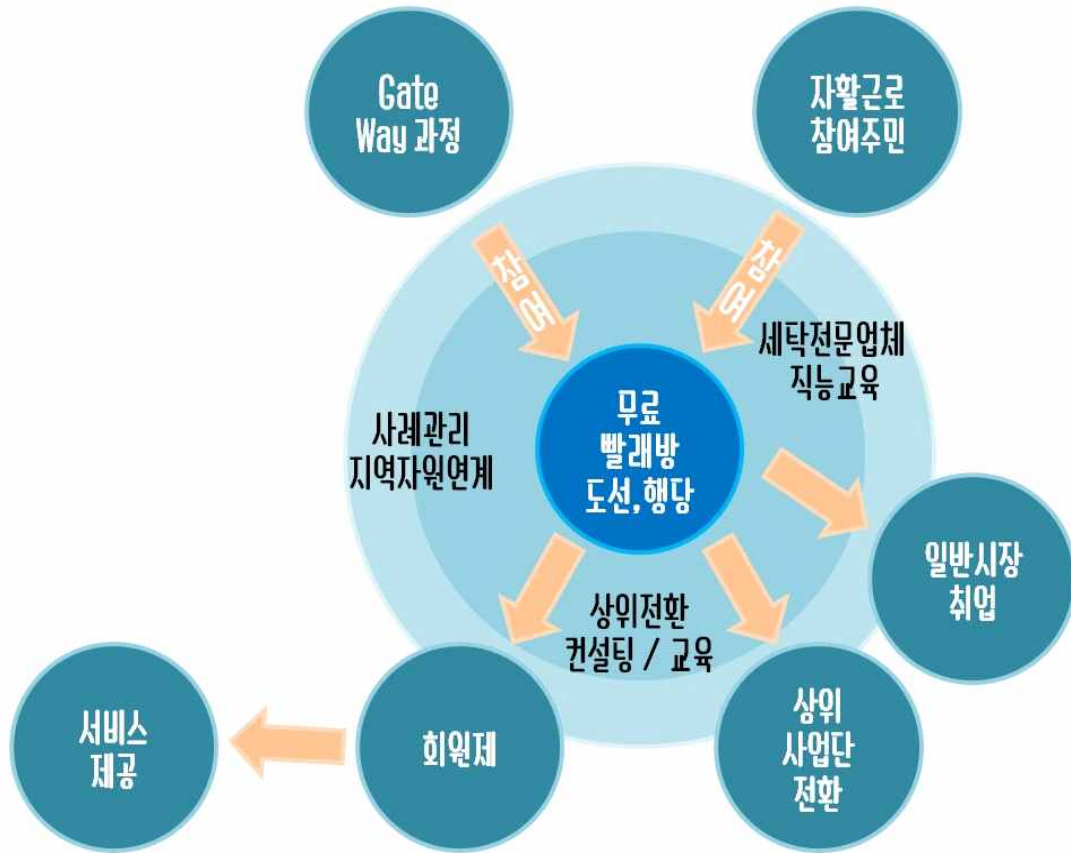 Gate
Way 과정
자활근로
참여주민
참여
참여
세탁전문업체
직능교육
사례관리
지역자원연계
무료
빨래방
도선,행당
일반시장
취업
상위전환
컨설팅 / 교육
서비스
제공
회원제
상위
사업단
전환